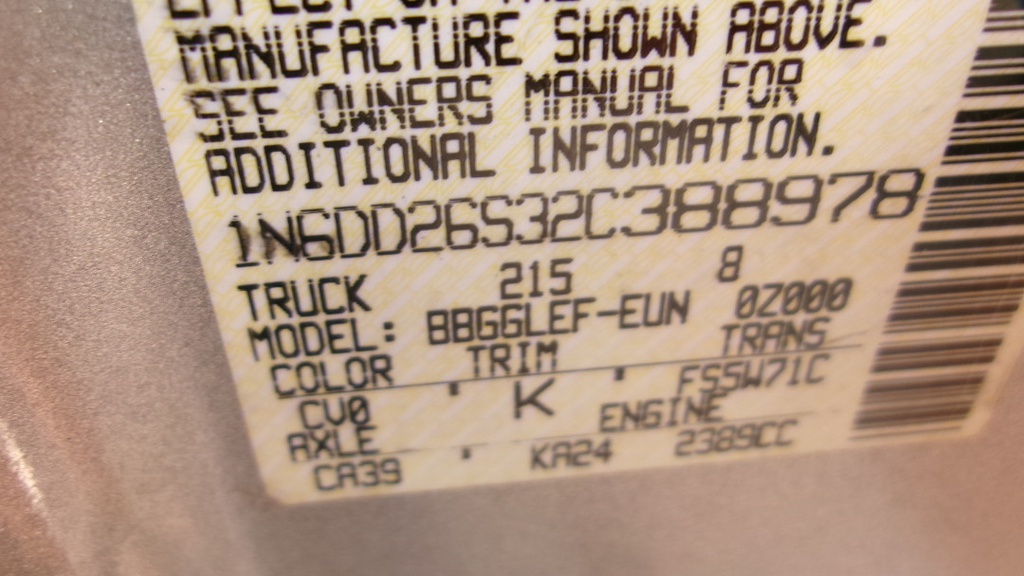 MANUFACTURE SHOWN ABOVE.
SEE OWNERS MANUAL FOR
ADDITIONAL INFORMATION.
1N6DD26S32C388978
TRUCK 215 8
MODEL: BBGGLEF-EUN 0Z000
COLOR TRIM TRANS
CV0 K FS5W71C
AXLE ENGINE
CA39 KA24 2389CC